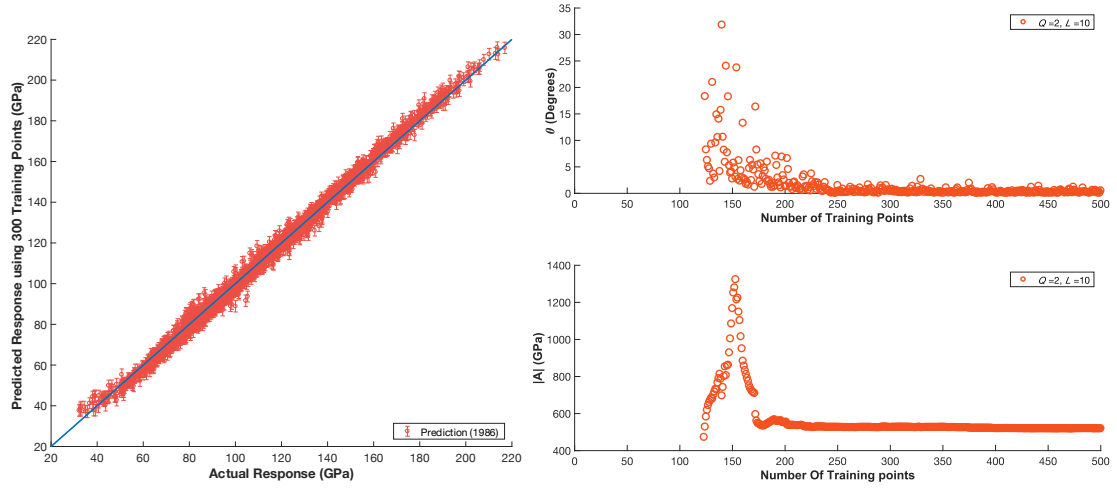 Predicted Response using 300 Training Points (GPa)
220
200
180
160
140
120
100
80
60
40
20
20 40 60 80 100 120 140 160 180 200 220
Actual Response (GPa)
Prediction (1986)
θ (Degrees)
35
30
25
20
15
10
5
0
0 50 100 150 200 250 300 350 400 450 500
Number of Training Points
Q =2, L =10
|A| (GPa)
1400
1200
1000
800
600
400
0 50 100 150 200 250 300 350 400 450 500
Number Of Training points
Q =2, L =10